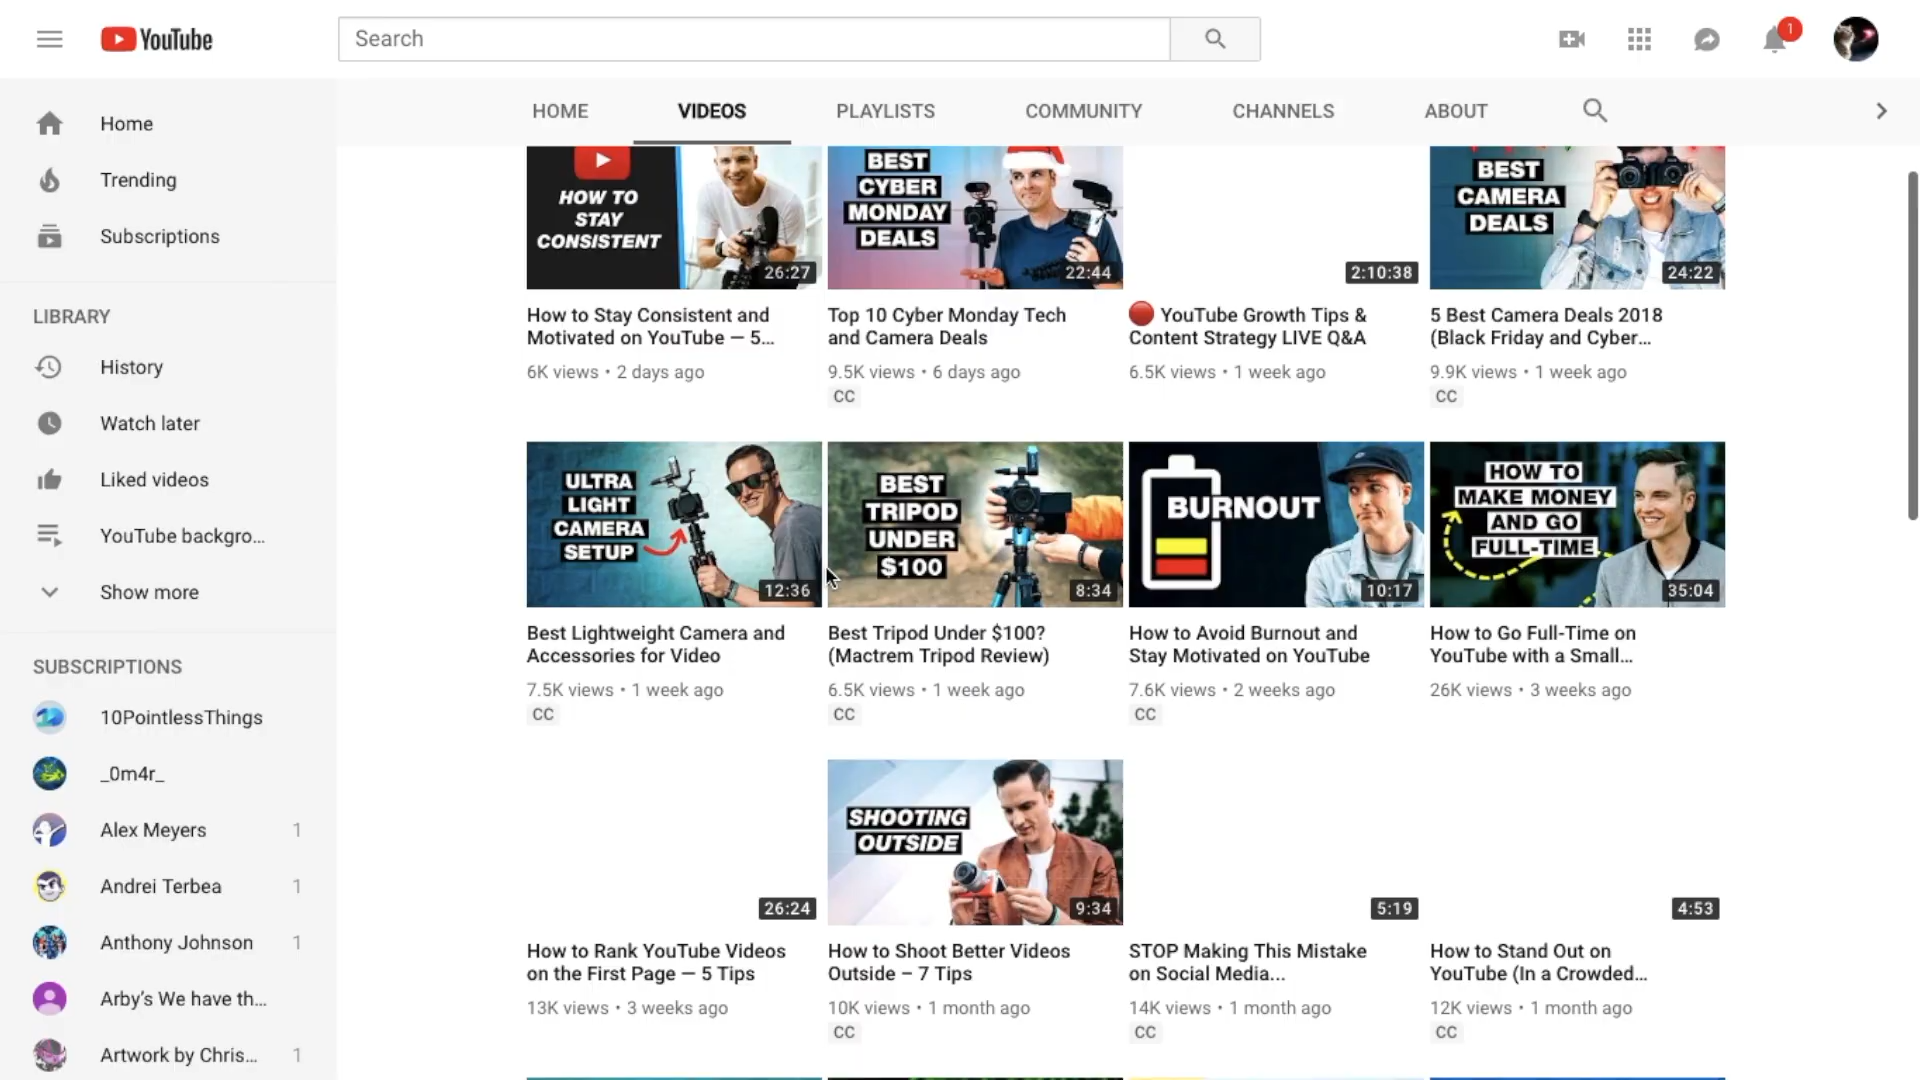 YouTube
Search
1
HOME VIDEOS PLAYLISTS COMMUNITY CHANNELS ABOUT
Home
Trending
Subscriptions
LIBRARY
History
Watch later
Liked videos
YouTube backgro...
Show more
SUBSCRIPTIONS
10PointlessThings
_0m4r_
Alex Meyers 1
Andrei Terbea 1
Anthony Johnson 1
Arby's We have th...
Artwork by Chris... 1
HOW TO
STAY
CONSISTENT
26:27
How to Stay Consistent and
Motivated on YouTube — 5...
6K views • 2 days ago
BEST
CYBER
MONDAY
DEALS
22:44
Top 10 Cyber Monday Tech
and Camera Deals
9.5K views • 6 days ago
CC
2:10:38
YouTube Growth Tips &
Content Strategy LIVE Q&A
6.5K views • 1 week ago
BEST
CAMERA
DEALS
24:22
5 Best Camera Deals 2018
(Black Friday and Cyber...
9.9K views • 1 week ago
CC
ULTRA
LIGHT
CAMERA
SETUP
12:36
Best Lightweight Camera and
Accessories for Video
7.5K views • 1 week ago
CC
BEST
TRIPOD
UNDER
$100
8:34
Best Tripod Under $100?
(Mactrem Tripod Review)
6.5K views • 1 week ago
CC
BURNOUT
10:17
How to Avoid Burnout and
Stay Motivated on YouTube
7.6K views • 2 weeks ago
CC
HOW TO
MAKE MONEY
AND GO
FULL-TIME
35:04
How to Go Full-Time on
YouTube with a Small...
26K views • 3 weeks ago
26:24
How to Rank YouTube Videos
on the First Page — 5 Tips
13K views • 3 weeks ago
SHOOTING
OUTSIDE
9:34
How to Shoot Better Videos
Outside – 7 Tips
10K views • 1 month ago
CC
5:19
STOP Making This Mistake
on Social Media...
14K views • 1 month ago
CC
4:53
How to Stand Out on
YouTube (In a Crowded...
12K views • 1 month ago
CC